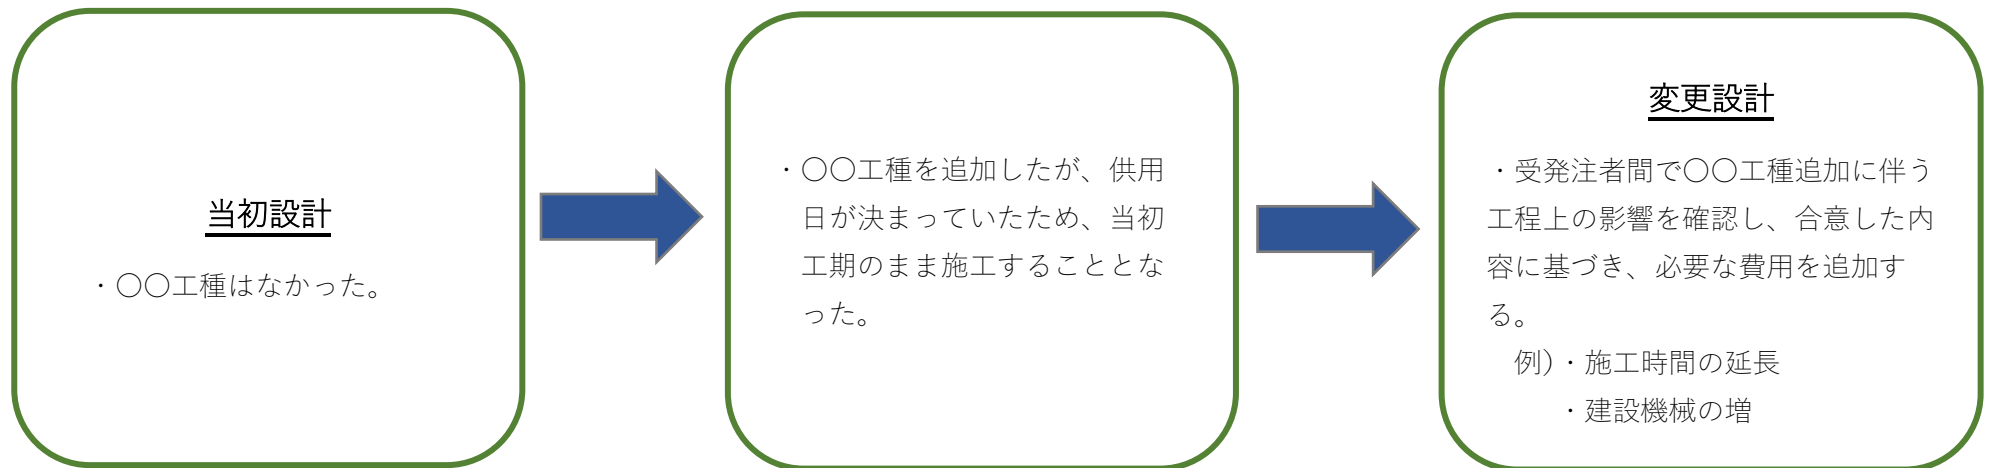 当初設計
・〇〇工種はなかった。
・〇〇工種を追加したが、供用
日が決まっていたため、当初
工期のまま施工することとな
った。
変更設計
・受発注者間で〇〇工種追加に伴う
工程上の影響を確認し、合意した内
容に基づき、必要な費用を追加す
る。
例）・施工時間の延長
・建設機械の増